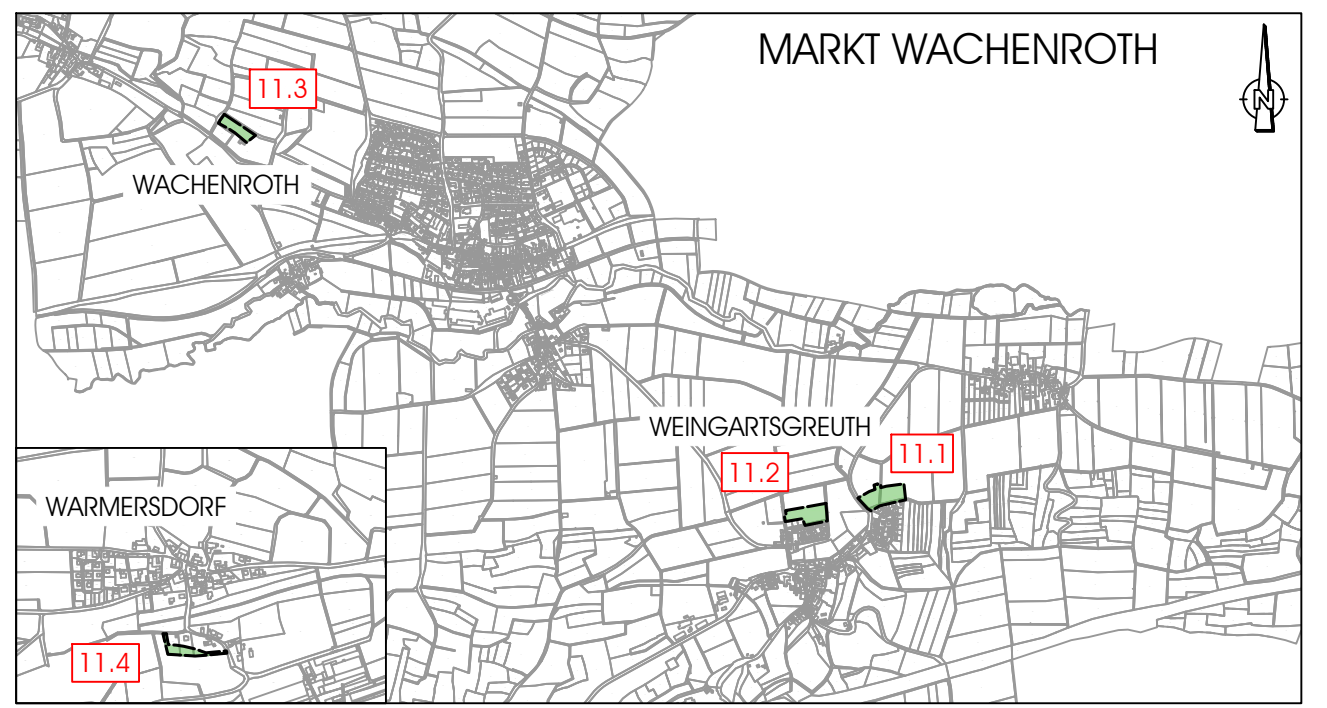 MARKT WACHENROTH
N
11.3
WACHENROTH
WEINGARTSGREUTH
11.1
11.2
WARMERSDORF
11.4